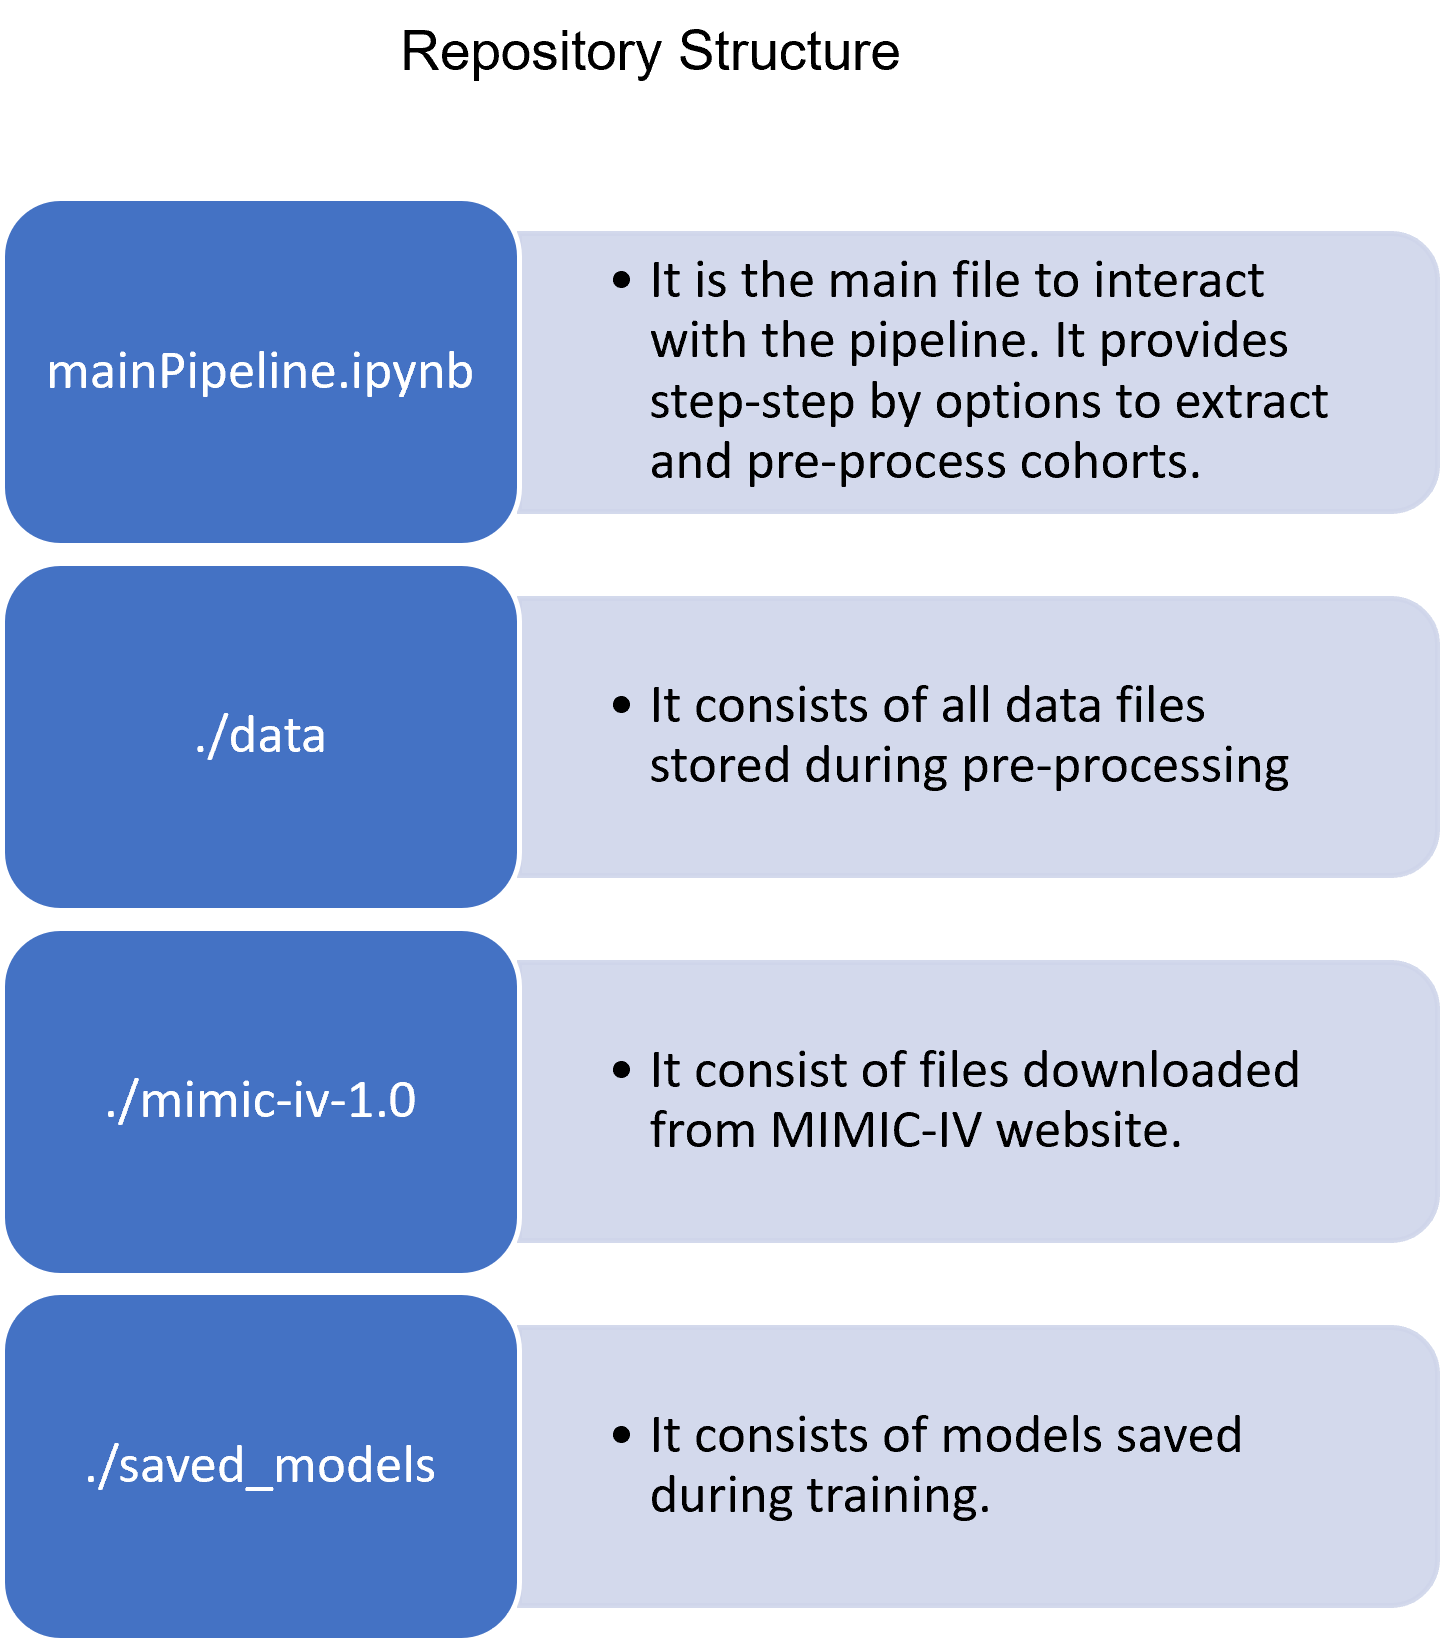 Repository Structure
mainPipeline.ipynb
• It is the main file to interact
with the pipeline. It provides
step-step by options to extract
and pre-process cohorts.
./data
• It consists of all data files
stored during pre-processing
./mimic-iv-1.0
• It consist of files downloaded
from MIMIC-IV website.
./saved_models
• It consists of models saved
during training.